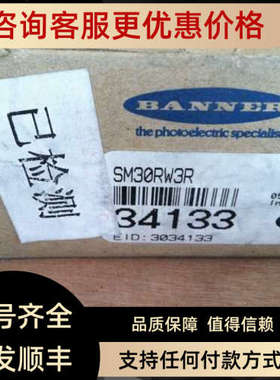 咨询客服更优惠价格
BANNER
the photoelectric specialis
已检测
SM30RW3R
34133
EID: 3034133
号齐全
品质保障 值得信赖
发顺丰
支持任何付款方式